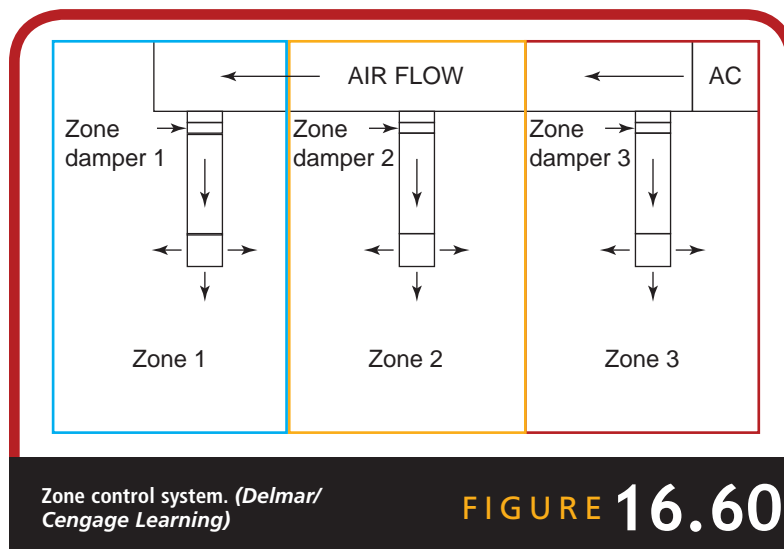 AIR FLOW
AC
Zone
damper 1
Zone
damper 2
Zone
damper 3
Zone 1
Zone 2
Zone 3
Zone control system. (Delmar/
Cengage Learning)
FIGURE 16.60